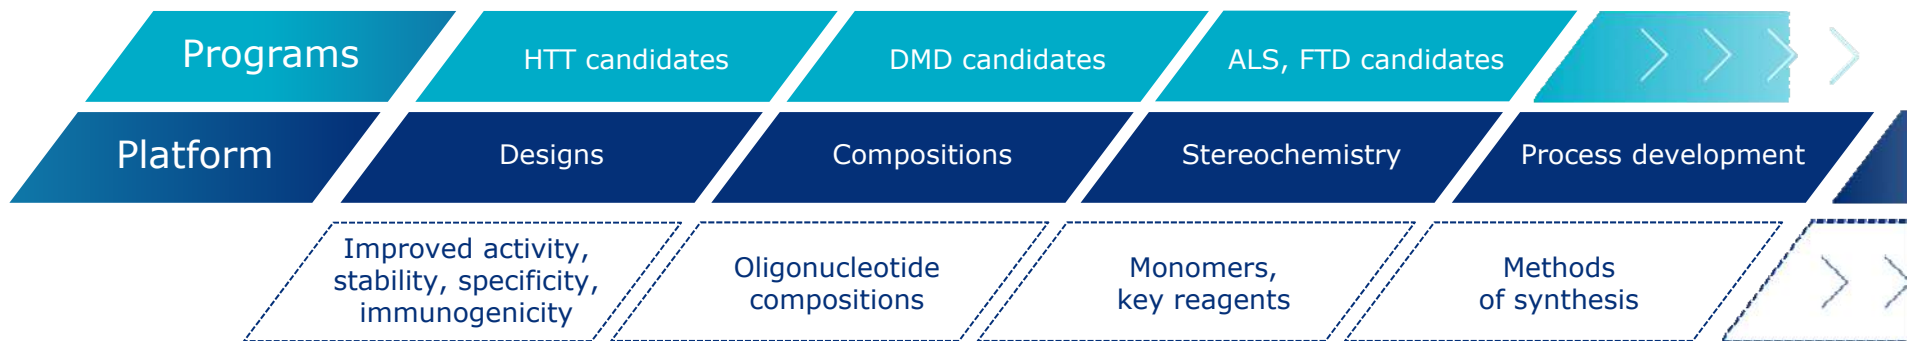 Programs
HTT candidates
DMD candidates
ALS, FTD candidates
Platform
Designs
Compositions
Stereochemistry
Process development
Improved activity,
stability, specificity,
immunogenicity
Oligonucleotide
compositions
Monomers,
key reagents
Methods
of synthesis